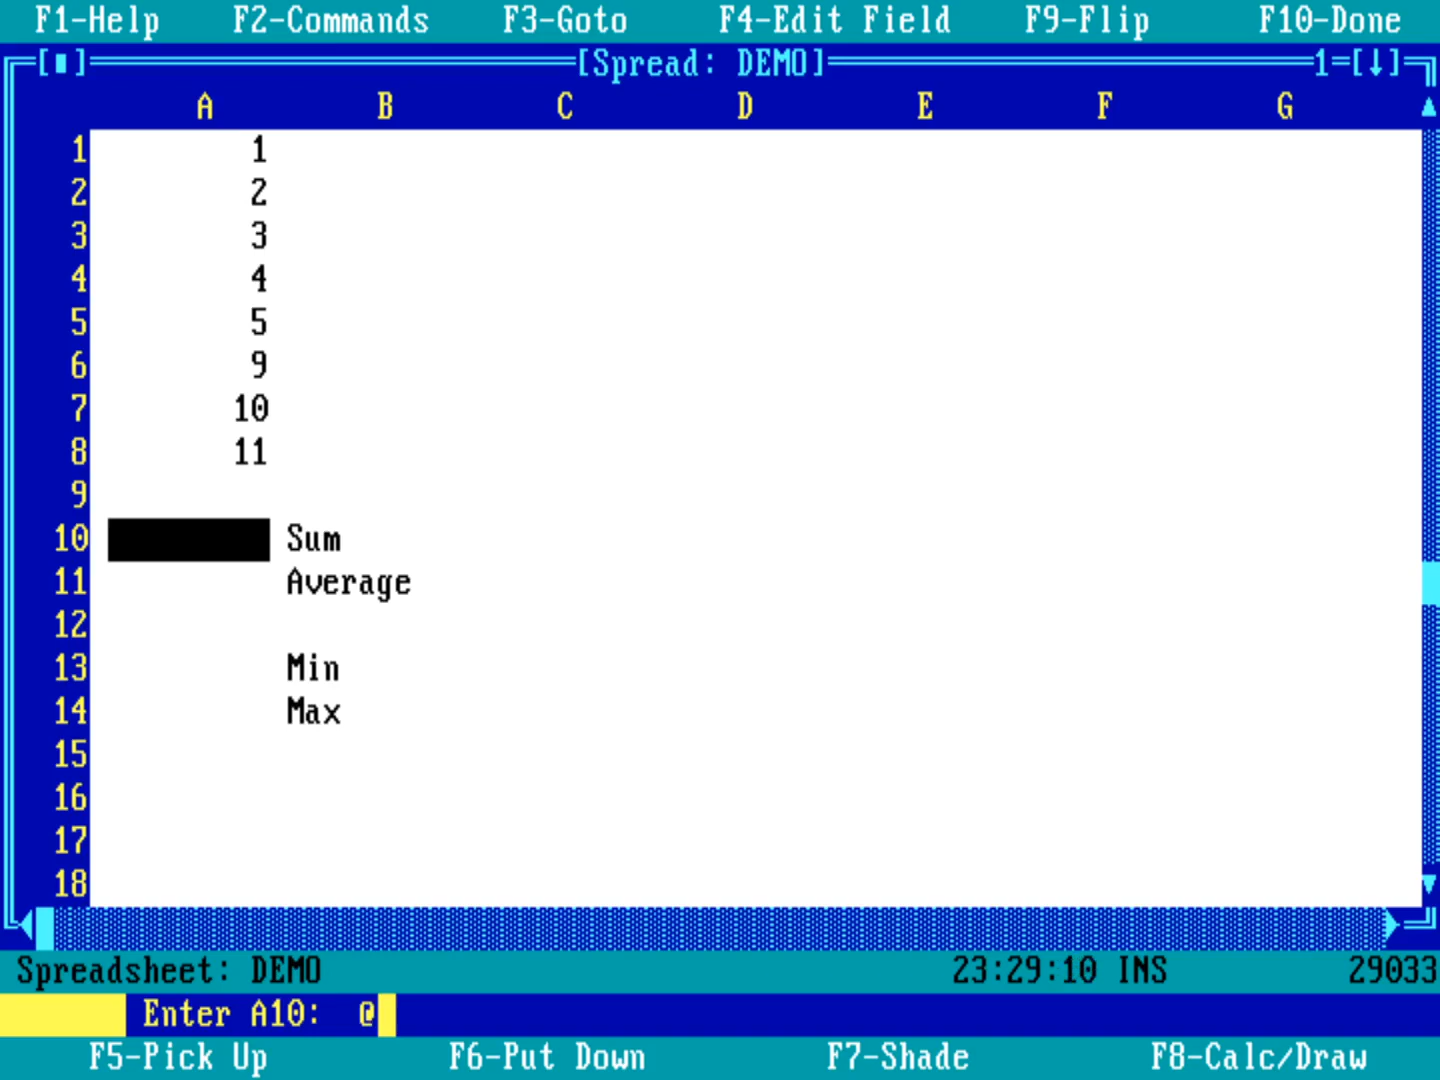 F1-Help F2-Commands F3-Goto F4-Edit Field F9-Flip F10-Done
[■] [Spread: DEMO] 1=[↓]
A B C D E F G
1 1
2 2
3 3
4 4
5 5
6 9
7 10
8 11
9
10 Sum
11 Average
12
13 Min
14 Max
15
16
17
18
Spreadsheet: DEMO 23:29:10 INS 29033
Enter A10: @
F5-Pick Up F6-Put Down F7-Shade F8-Calc/Draw